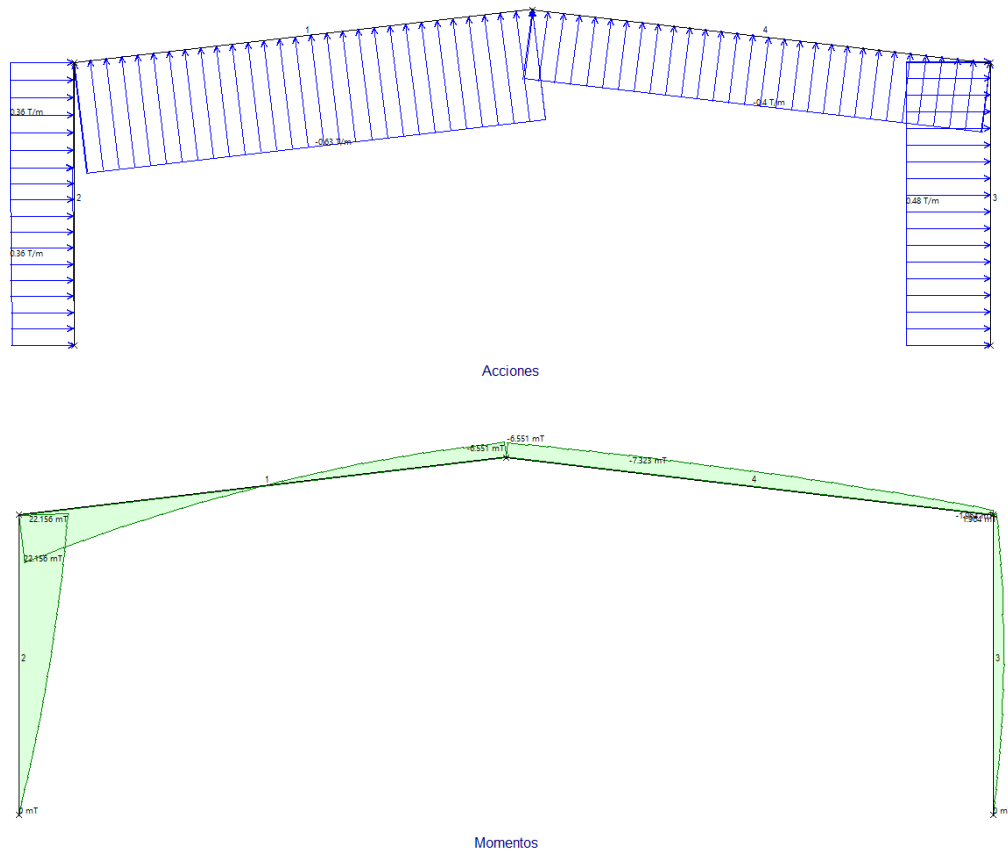 1
4
0.36 T/m
-0.4 T/m
-0.63 T/m
2
0.48 T/m
3
0.36 T/m
Acciones
-6.551 mT
-6.551 mT
-7.323 mT
1
4
22.156 mT
22.156 mT
2
3
0 mT
Momentos